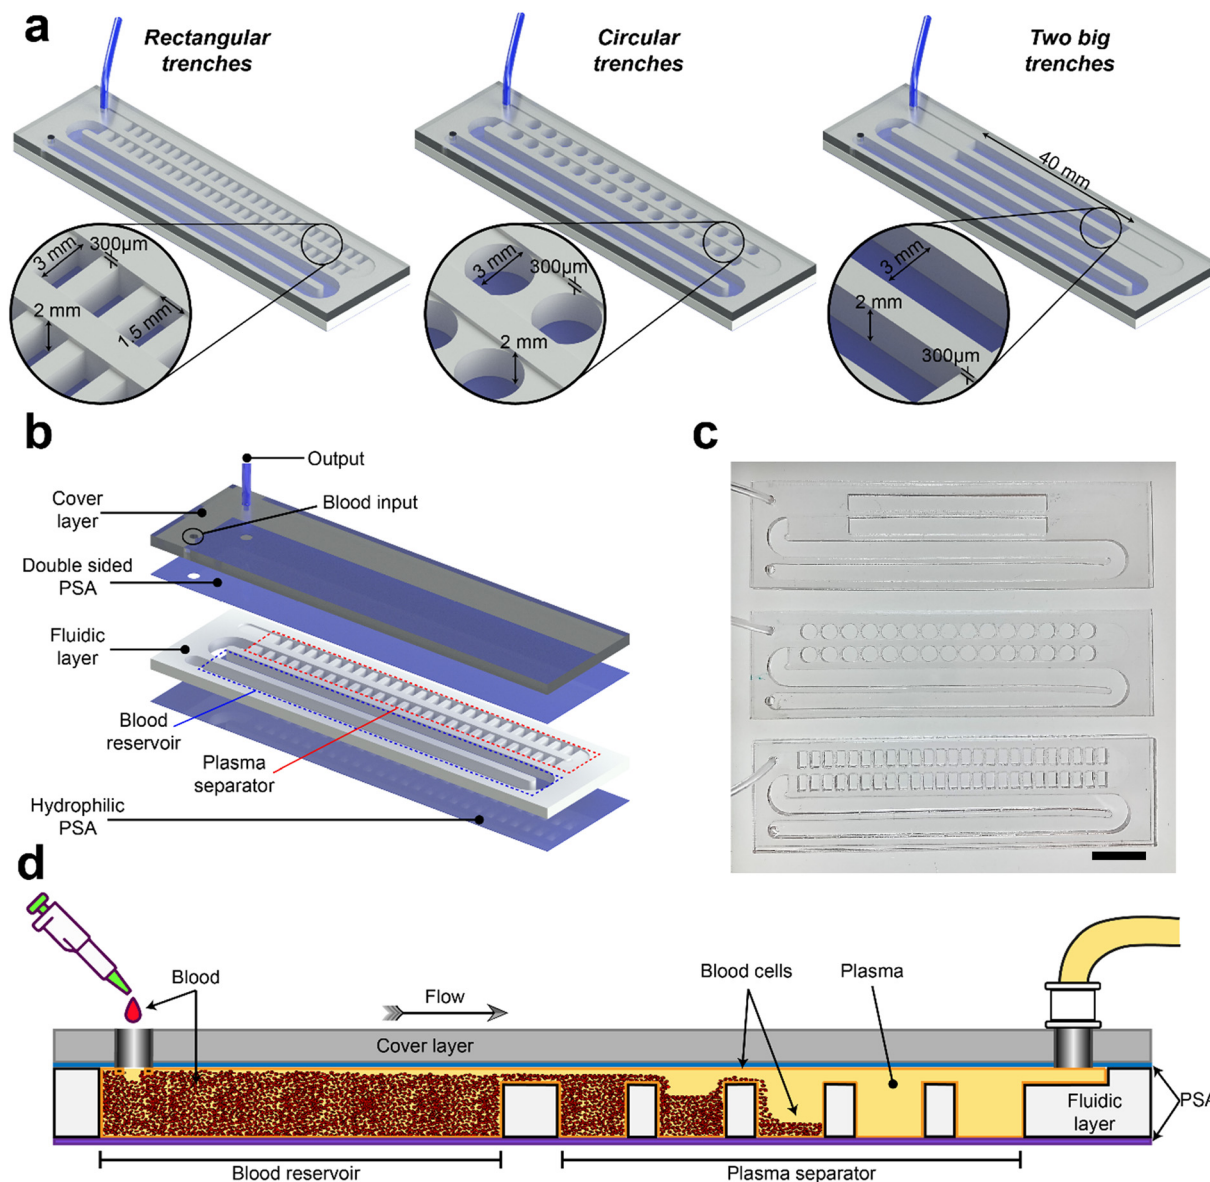 a
Rectangular
trenches
Circular
trenches
Two big
trenches
40 mm
3 mm
300µm
2 mm
1.5 mm
3 mm
300µm
2 mm
3 mm
2 mm
300µm
b
Output
Cover
layer
Blood input
Double sided
PSA
Fluidic
layer
Blood
reservoir
Plasma
separator
Hydrophilic
PSA
c
d
Blood
Flow
Blood cells
Plasma
Cover layer
Fluidic
layer
PSA
Blood reservoir
Plasma separator